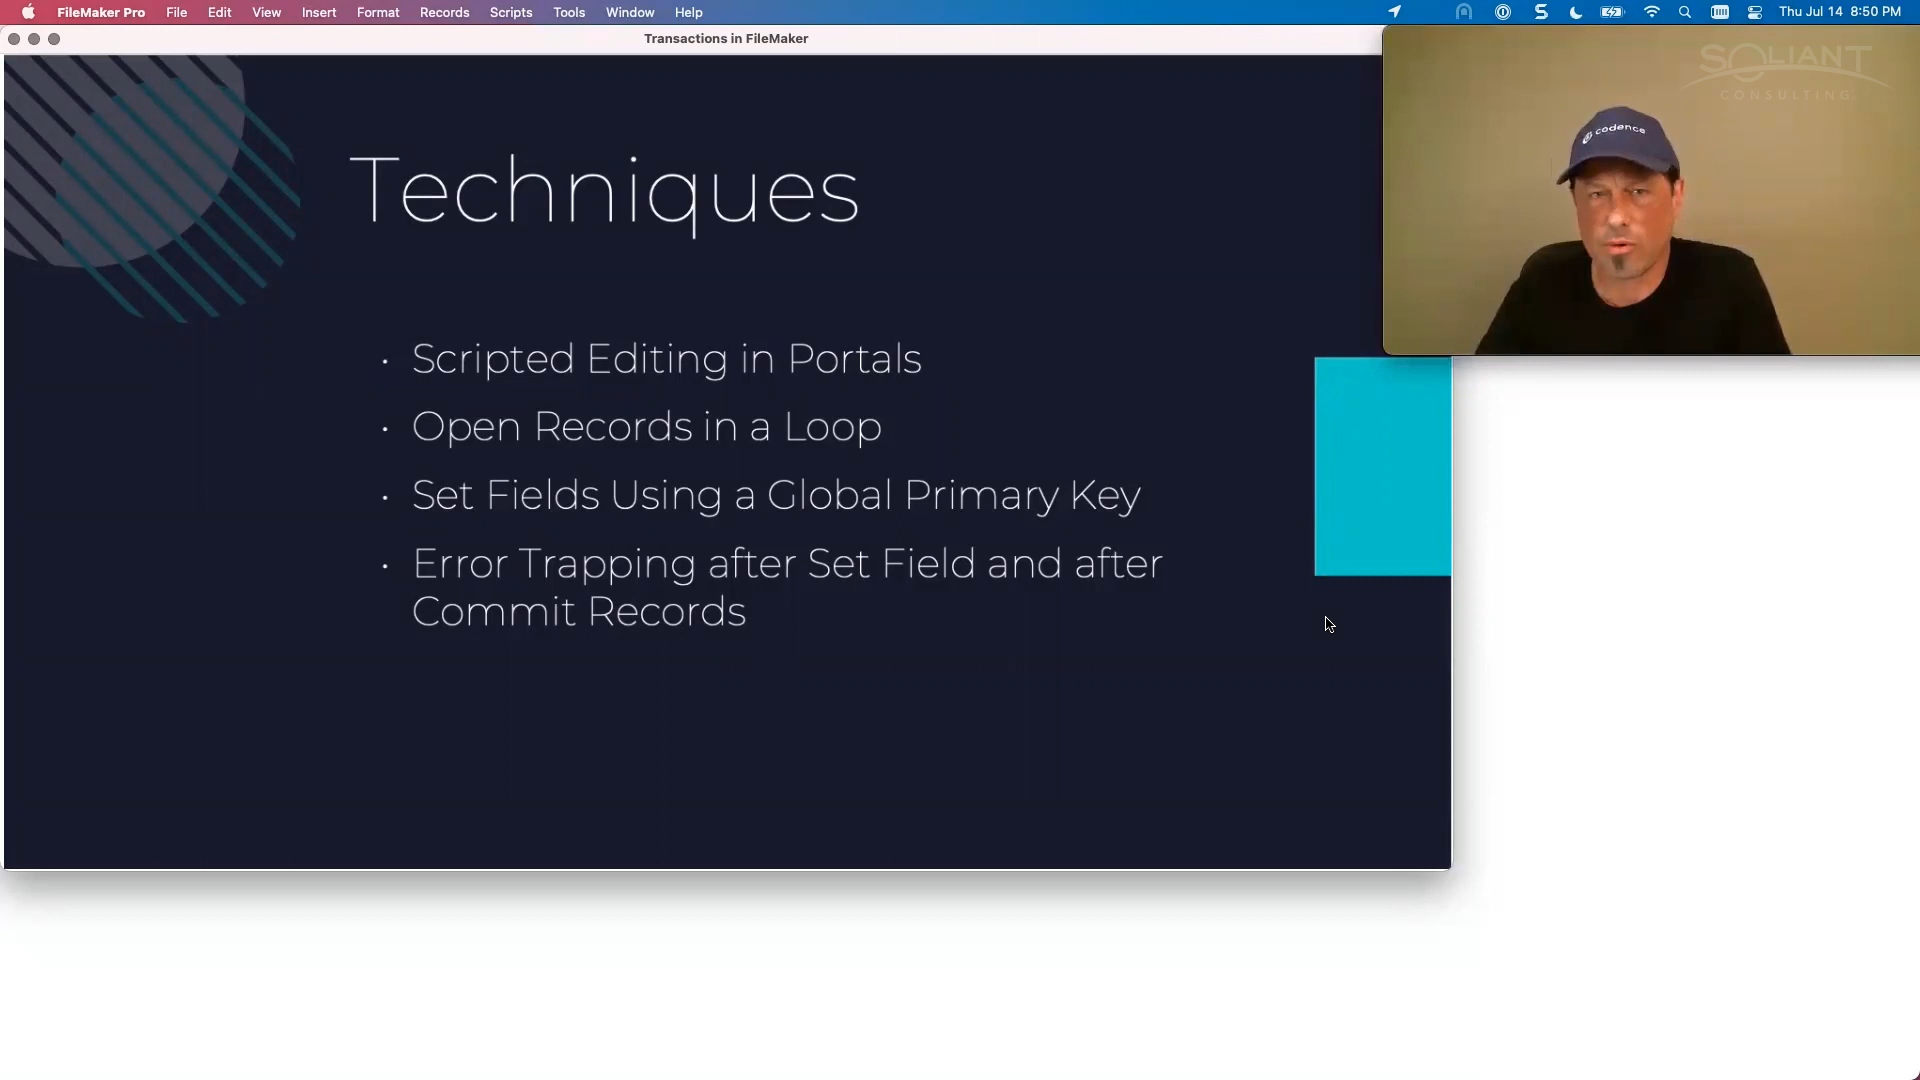 FileMaker Pro File Edit View Insert Format Records Scripts Tools Window Help Thu Jul 14 8:50 PM
Transactions in FileMaker
SOLIANT
CONSULTING
codence
Techniques
• Scripted Editing in Portals
• Open Records in a Loop
• Set Fields Using a Global Primary Key
• Error Trapping after Set Field and after
Commit Records